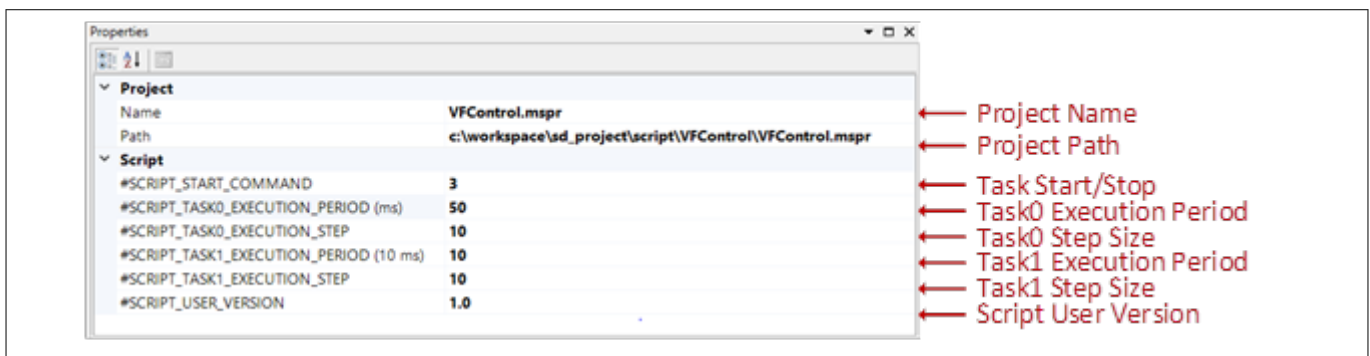 Properties
Project
Name VFControl.mspr Project Name
Path c:\workspace\sd_project\script\VFControl\VFControl.mspr Project Path
Script
#SCRIPT_START_COMMAND 3 Task Start/Stop
#SCRIPT_TASK0_EXECUTION_PERIOD (ms) 50 Task0 Execution Period
#SCRIPT_TASK0_EXECUTION_STEP 10 Task0 Step Size
#SCRIPT_TASK1_EXECUTION_PERIOD (10 ms) 10 Task1 Execution Period
#SCRIPT_TASK1_EXECUTION_STEP 10 Task1 Step Size
#SCRIPT_USER_VERSION 1.0 Script User Version